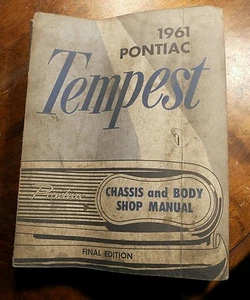 1961
PONTIAC
Tempest
Pontiac
CHASSIS and BODY
SHOP MANUAL
FINAL EDITION